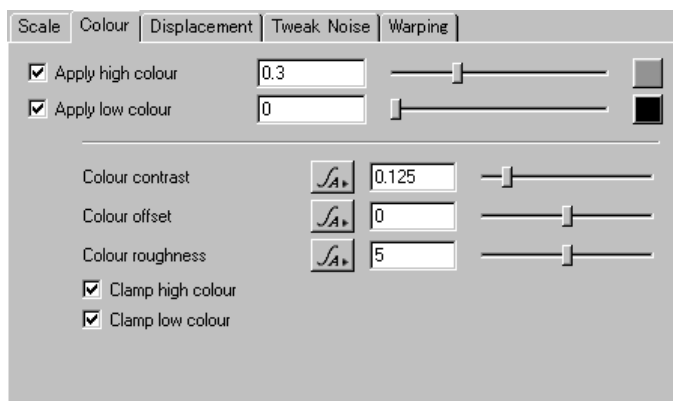 Scale Colour Displacement Tweak Noise Warping
Apply high colour 0.3
Apply low colour 0
Colour contrast 0.125
Colour offset 0
Colour roughness 5
Clamp high colour
Clamp low colour